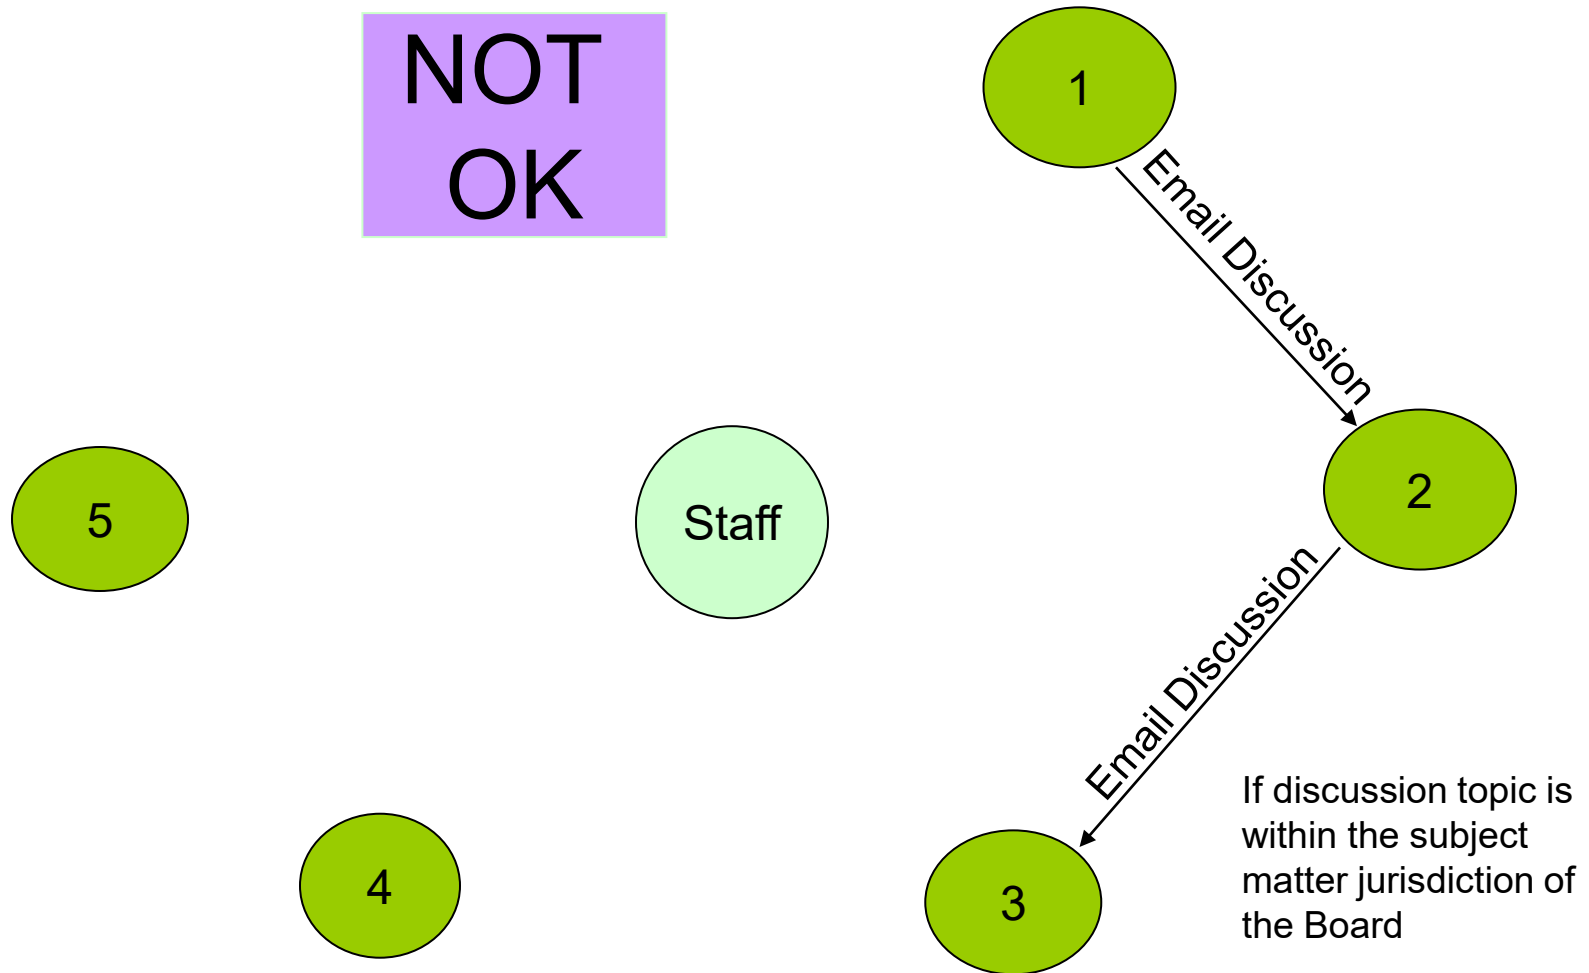 NOT
OK
1
Email Discussion
2
5
Staff
Email Discussion
If discussion topic is
within the subject
matter jurisdiction of
the Board
4
3